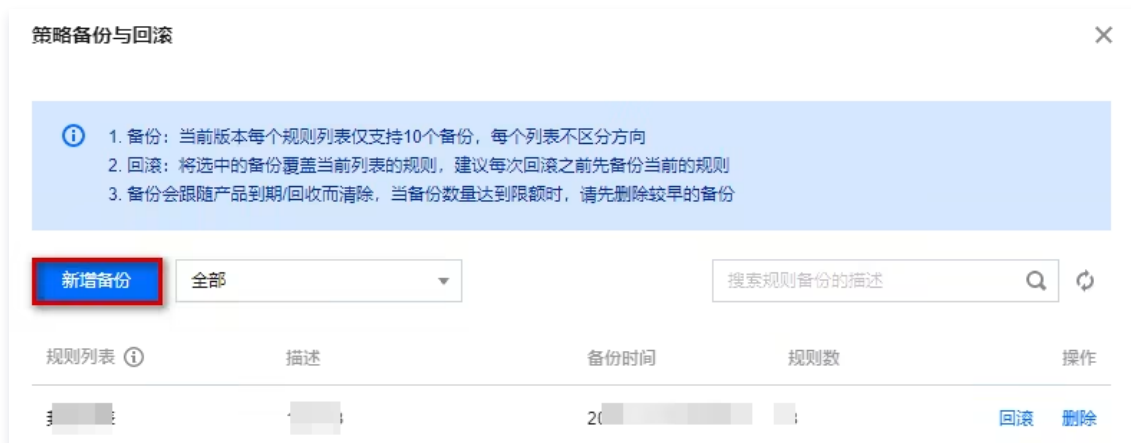 策略备份与回滚
1. 备份：当前版本每个规则列表仅支持10个备份，每个列表不区分方向
2. 回滚：将选中的备份覆盖当前列表的规则，建议每次回滚之前先备份当前的规则
3. 备份会跟随产品到期/回收而清除，当备份数量达到限额时，请先删除较早的备份
新增备份 全部 搜索规则备份的描述
规则列表 描述 备份时间 规则数 操作
回滚 删除